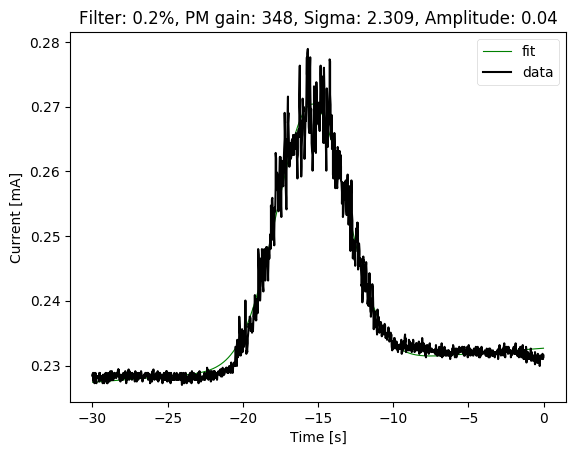 Filter: 0.2%, PM gain: 348, Sigma: 2.309, Amplitude: 0.04
fit
data
0.28
0.27
0.26
0.25
0.24
0.23
Current [mA]
−30
−25
−20
−15
−10
−5
0
Time [s]